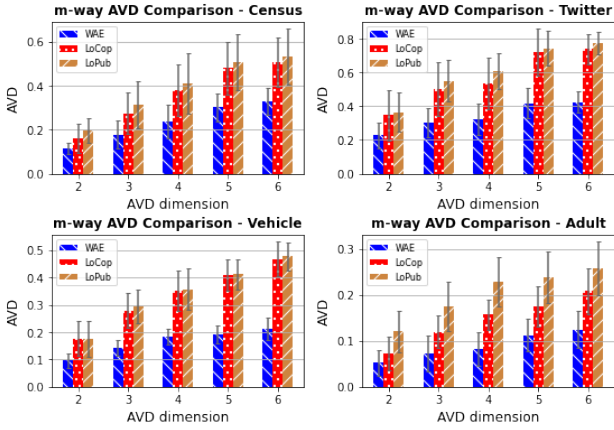 m-way AVD Comparison - Census
AVD
0.6
0.4
0.2
0.0
WAE
LoCop
LoPub
2 3 4 5 6
AVD dimension
m-way AVD Comparison - Twitter
AVD
0.8
0.6
0.4
0.2
0.0
WAE
LoCop
LoPub
2 3 4 5 6
AVD dimension
m-way AVD Comparison - Vehicle
AVD
0.5
0.4
0.3
0.2
0.1
0.0
WAE
LoCop
LoPub
2 3 4 5 6
AVD dimension
m-way AVD Comparison - Adult
AVD
0.3
0.2
0.1
0.0
WAE
LoCop
LoPub
2 3 4 5 6
AVD dimension